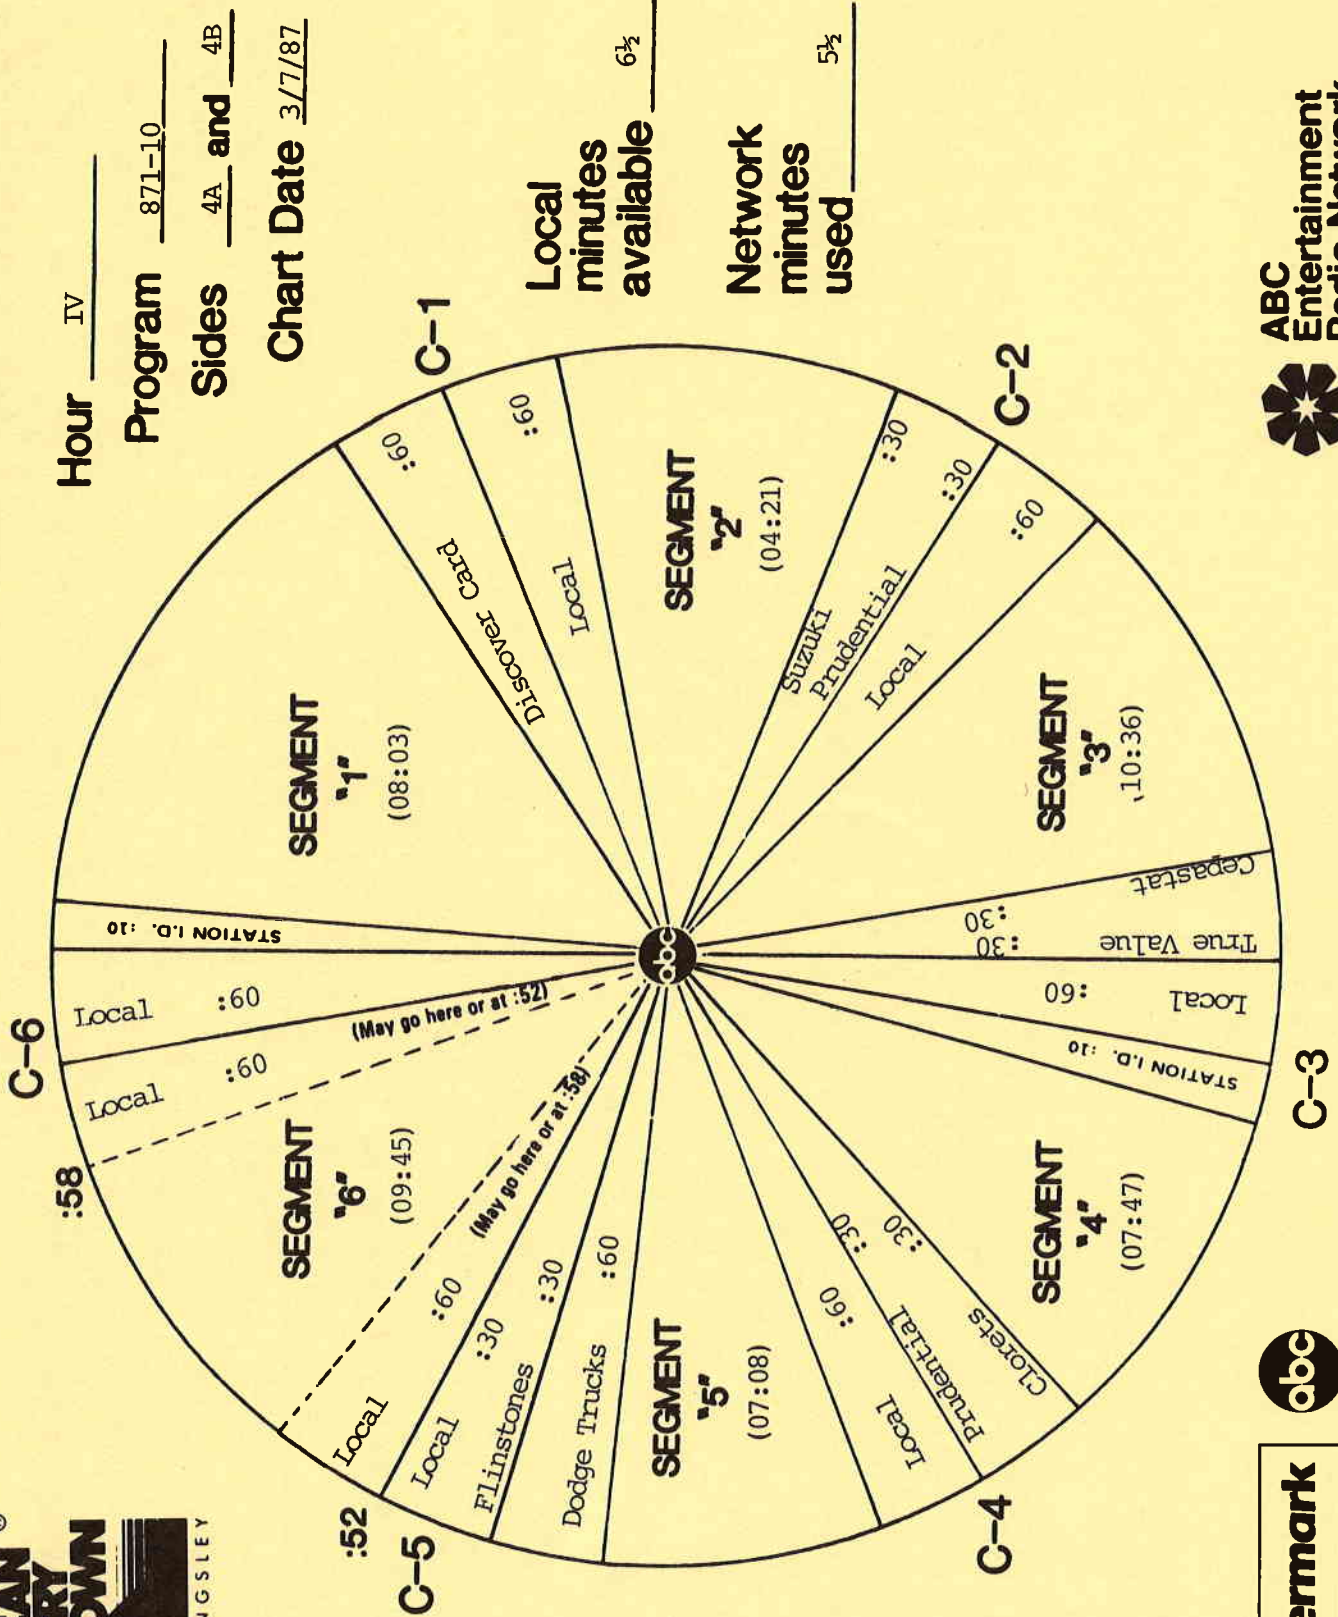 Hour IV
Program 871-10
Sides 4A and 4B
Chart Date 3/7/87
Local
minutes
available 6½
Network
minutes
used 5½
C-6
STATION I.D. :10
SEGMENT
"1"
(08:03)
Discover Card :60
C-1
Local :60
SEGMENT
"2"
(04:21)
Suzuki :30
Prudential :30
C-2
Local :60
SEGMENT
"3"
10:36)
Cepastat :30
True Value :30
C-3
Local :60
STATION I.D. :10
SEGMENT
"4"
(07:47)
Clorets :30
Prudential :30
C-4
Local :60
SEGMENT
"5"
(07:08)
Dodge Trucks :60
Flinstones :30
C-5
Local :30
:52
Local :60
(May go here or at :58)
SEGMENT
"6"
(09:45)
:58
(May go here or at :52)
Local :60
Local :60
abc
ABC
Entertainment
abc